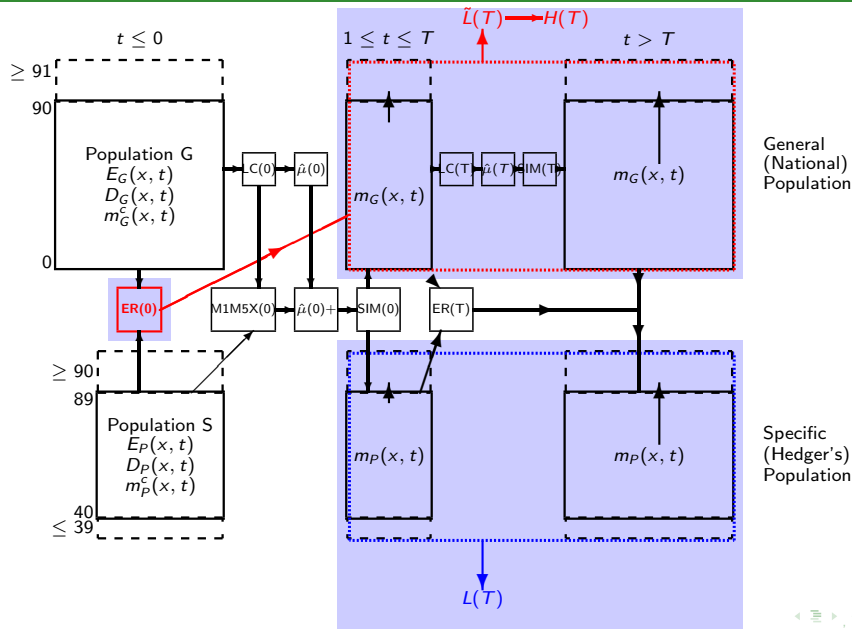 L̃(T) → H(T)
t ≤ 0
1 ≤ t ≤ T
t > T
≥ 91
90
Population G
E_G(x, t)
D_G(x, t)
m^c_G(x, t)
0
LC(0)
μ̂(0)
m_G(x, t)
LC(T)
μ̂(T)
SIM(T)
m_G(x, t)
General
(National)
Population
ER(0)
M1M5X(0)
μ̂(0)+
SIM(0)
ER(T)
≥ 90
89
Population S
E_P(x, t)
D_P(x, t)
m^c_P(x, t)
40
≤ 39
m_P(x, t)
m_P(x, t)
Specific
(Hedger's)
Population
L(T)